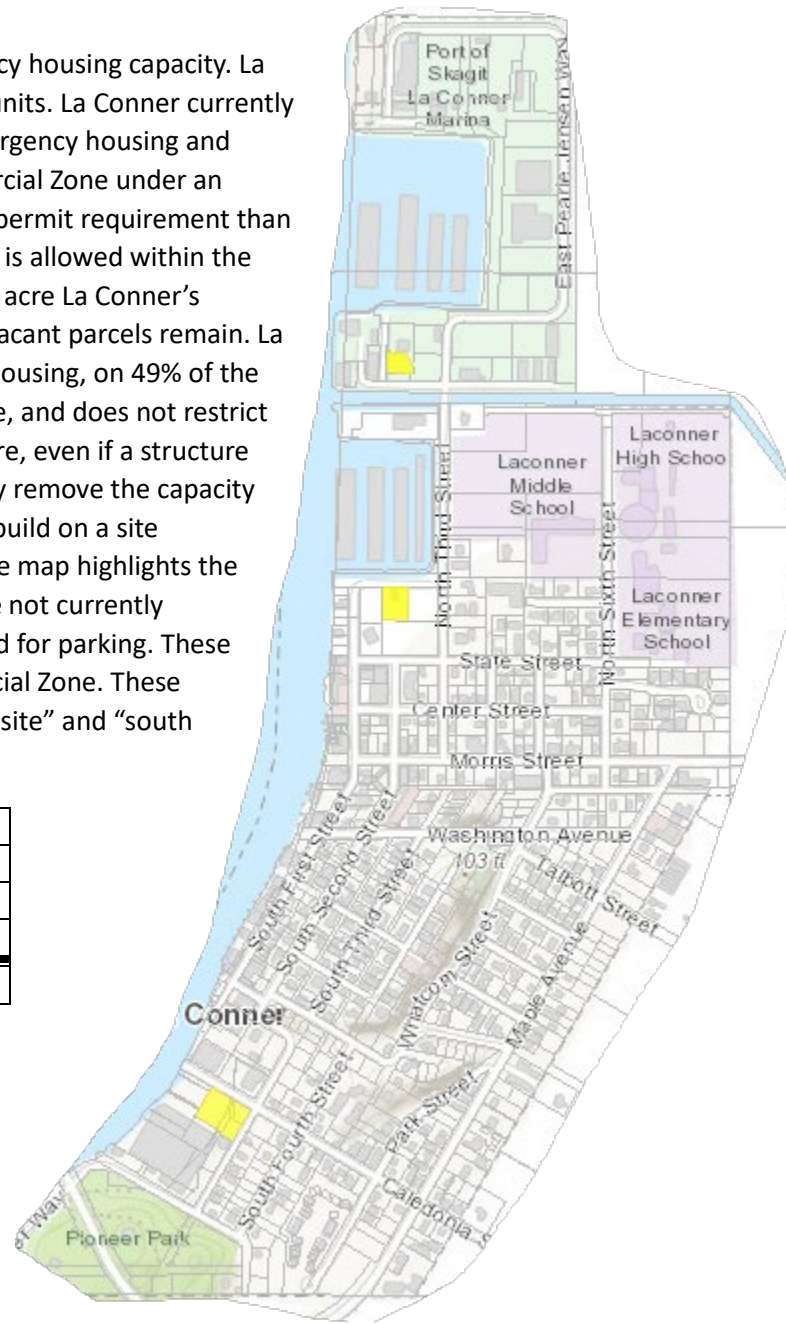 cy housing capacity. La
units. La Conner currently
ergency housing and
rcial Zone under an
permit requirement than
is allowed within the
acre La Conner's
acant parcels remain. La
ousing, on 49% of the
e, and does not restrict
re, even if a structure
y remove the capacity
build on a site
e map highlights the
e not currently
d for parking. These
cial Zone. These
site” and “south
Port of
Skagit
La Conner
Marina
East Pearle Jensen Way
Laconner
High Schoo
Laconner
Middle
School
North Third Street
North Sixth Street
Laconner
Elementary
School
State Street
Center Street
Morris Street
Washington Avenue
103 ft
Talbott Street
South First Street
South Second Street
South Third Street
Whatcom Street
Maple Avenue
Conner
South Fourth Street
Park Street
Caledonia S
er Way
Pioneer Park